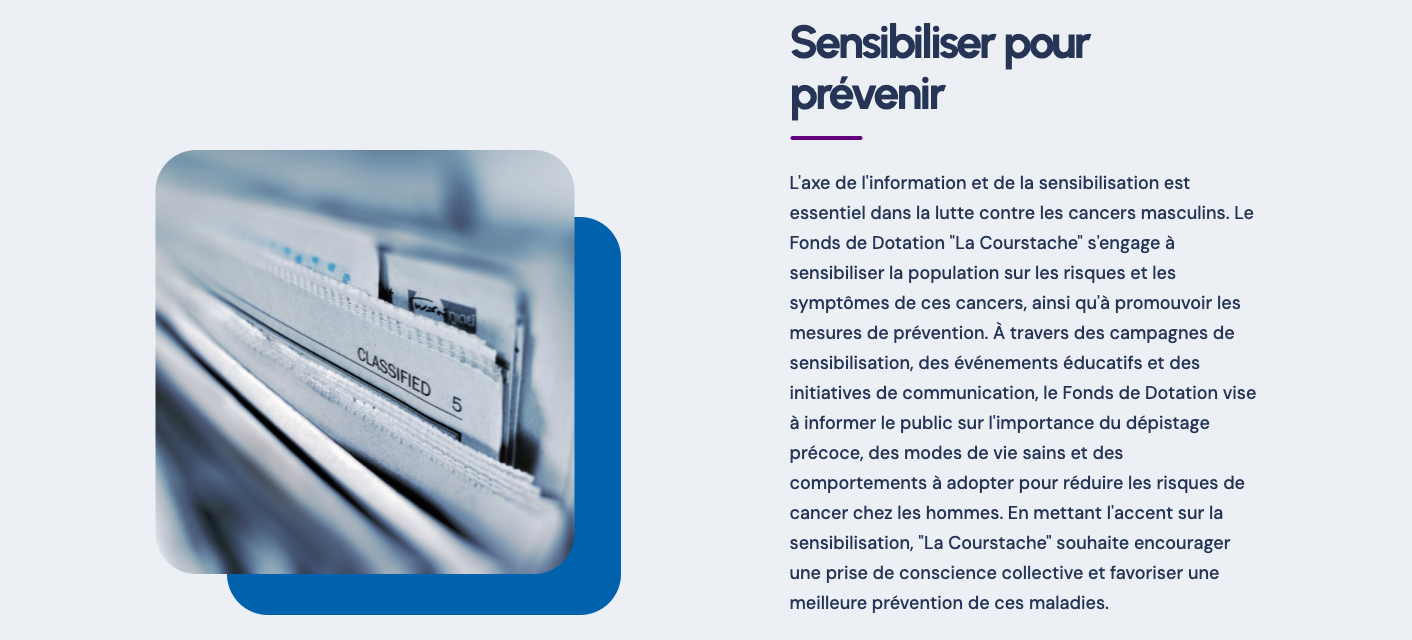 Sensibiliser pour
prévenir
L'axe de l'information et de la sensibilisation est
essentiel dans la lutte contre les cancers masculins. Le
Fonds de Dotation "La Courstache" s'engage à
sensibiliser la population sur les risques et les
symptômes de ces cancers, ainsi qu'à promouvoir les
mesures de prévention. À travers des campagnes de
sensibilisation, des événements éducatifs et des
initiatives de communication, le Fonds de Dotation vise
à informer le public sur l'importance du dépistage
précoce, des modes de vie sains et des
comportements à adopter pour réduire les risques de
cancer chez les hommes. En mettant l'accent sur la
sensibilisation, "La Courstache" souhaite encourager
une prise de conscience collective et favoriser une
meilleure prévention de ces maladies.
CLASSIFIED 5